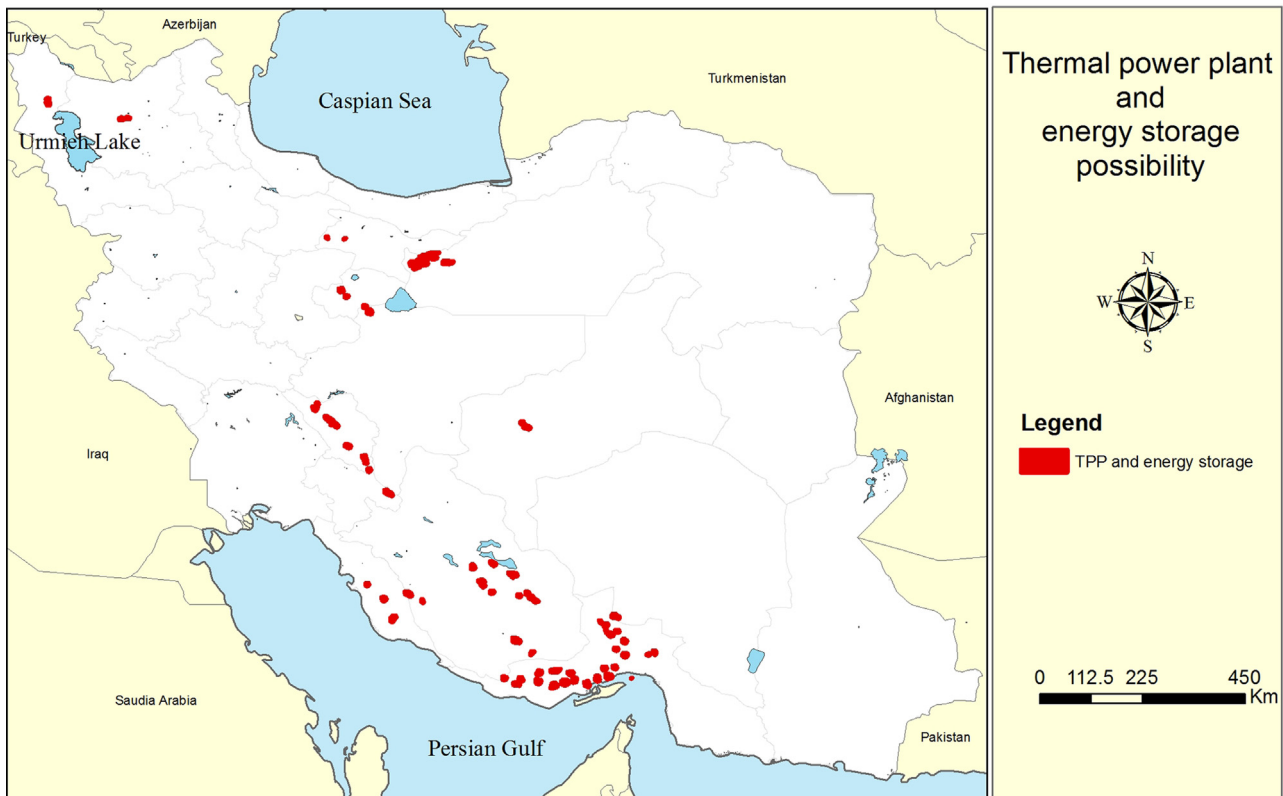 Azerbijan
Turkey
Caspian Sea
Turkmenistan
Urmieh Lake
Afghanistan
Iraq
Saudi Arabia
Persian Gulf
Pakistan
Thermal power plant
and
energy storage
possibility
N
W E
S
Legend
TPP and energy storage
0 112.5 225 450
Km